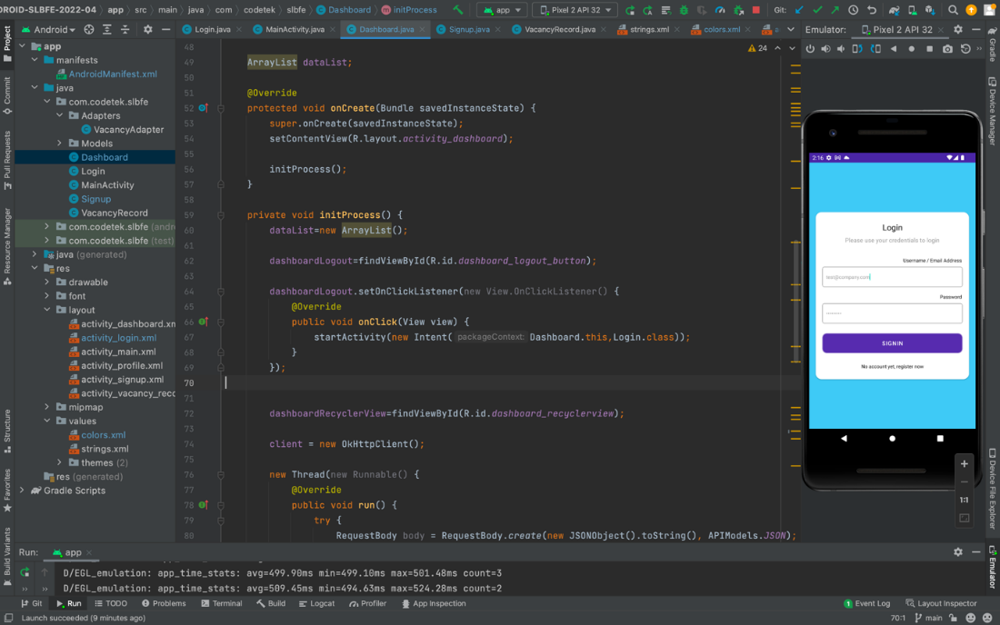 DROID-SLBFE-2022-04 app src main java com codetek slbfe Dashboard initProcess app Pixel 2 API 32 Git:
Android Login.java MainActivity.java Dashboard.java Signup.java VacancyRecord.java strings.xml colors.xml Emulator: Pixel 2 API 32
Project
Commit
Pull Requests
Resource Manager
Structure
Favorites
Build Variants
app
manifests
AndroidManifest.xml
java
com.codetek.slbfe
Adapters
VacancyAdapter
Models
Dashboard
Login
MainActivity
Signup
VacancyRecord
com.codetek.slbfe (andr
com.codetek.slbfe (test)
java (generated)
res
drawable
font
layout
activity_dashboard.xm
activity_login.xml
activity_main.xml
activity_profile.xml
activity_signup.xml
activity_vacancy_reco
mipmap
values
colors.xml
strings.xml
themes (2)
res (generated)
Gradle Scripts
24
48
49 ArrayList dataList;
50
51 @Override
52 protected void onCreate(Bundle savedInstanceState) {
53 super.onCreate(savedInstanceState);
54 setContentView(R.layout.activity_dashboard);
55
56 initProcess();
57 }
58
59 private void initProcess() {
60 dataList=new ArrayList();
61
62 dashboardLogout=findViewById(R.id.dashboard_logout_button);
63
64 dashboardLogout.setOnClickListener(new View.OnClickListener() {
65 @Override
66 public void onClick(View view) {
67 startActivity(new Intent( packageContext: Dashboard.this,Login.class));
68 }
69 });
70
71
72 dashboardRecyclerView=findViewById(R.id.dashboard_recyclerview);
73
74 client = new OkHttpClient();
75
76 new Thread(new Runnable() {
77 @Override
78 public void run() {
79 try {
80 RequestBody body = RequestBody.create(new JSONObject().toString(), APIModels.JSON);
2:16
Login
Please use your credentials to login
Username / Email Address
test@company.com
Password
SIGNIN
No account yet, register now
1:1
Gradle
Device Manager
Device File Explorer
Emulator
Run: app
D/EGL_emulation: app_time_stats: avg=499.90ms min=499.10ms max=501.48ms count=3
D/EGL_emulation: app_time_stats: avg=509.45ms min=494.63ms max=524.28ms count=2
Git Run TODO Problems Terminal Build Logcat Profiler App Inspection 1 Event Log Layout Inspector
Launch succeeded (9 minutes ago) 70:1 main